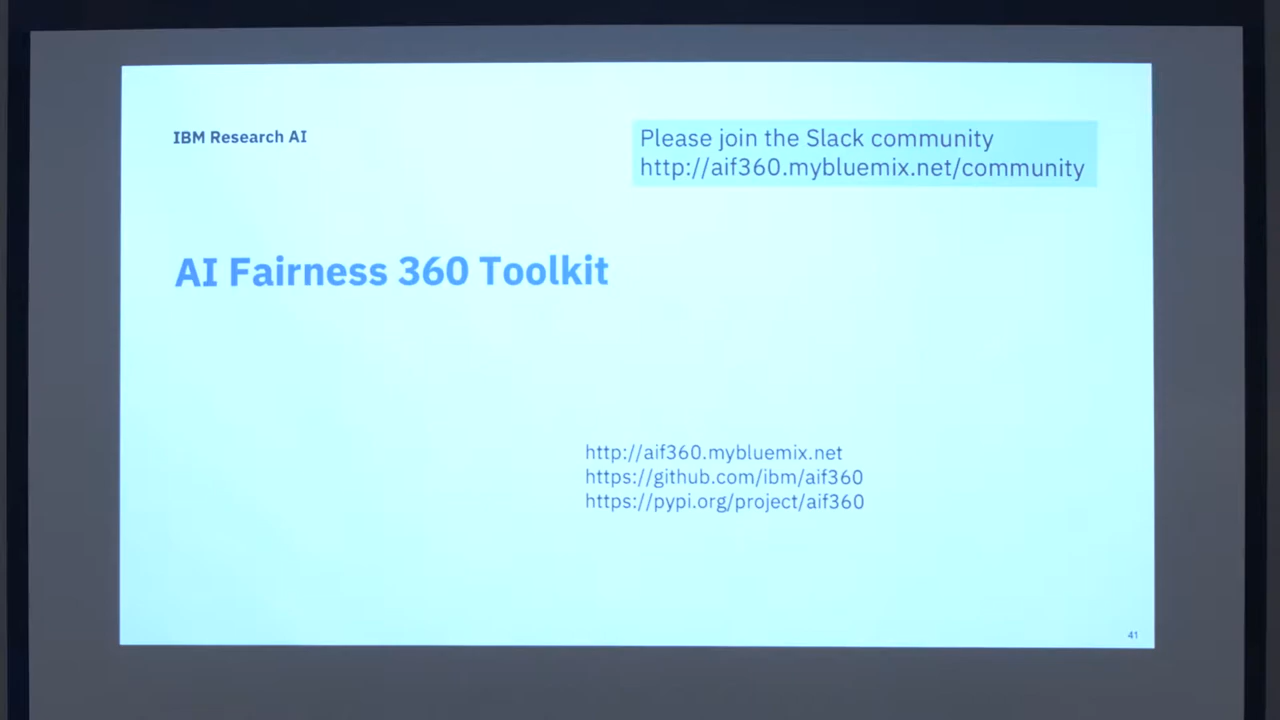 IBM Research AI
Please join the Slack community
http://aif360.mybluemix.net/community
AI Fairness 360 Toolkit
http://aif360.mybluemix.net
https://github.com/ibm/aif360
https://pypi.org/project/aif360
41